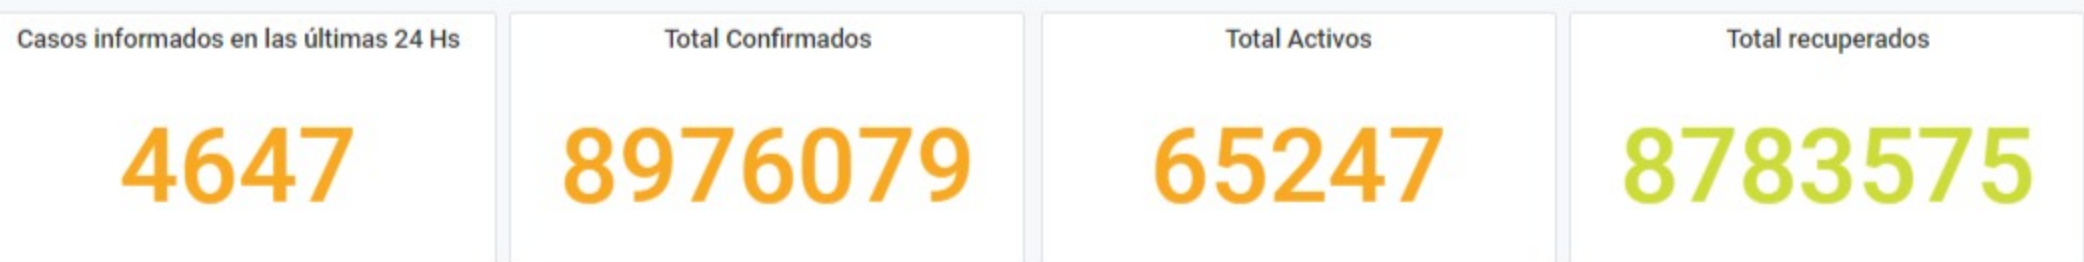 Casos informados en las últimas 24 Hs
4647
Total Confirmados
8976079
Total Activos
65247
Total recuperados
8783575